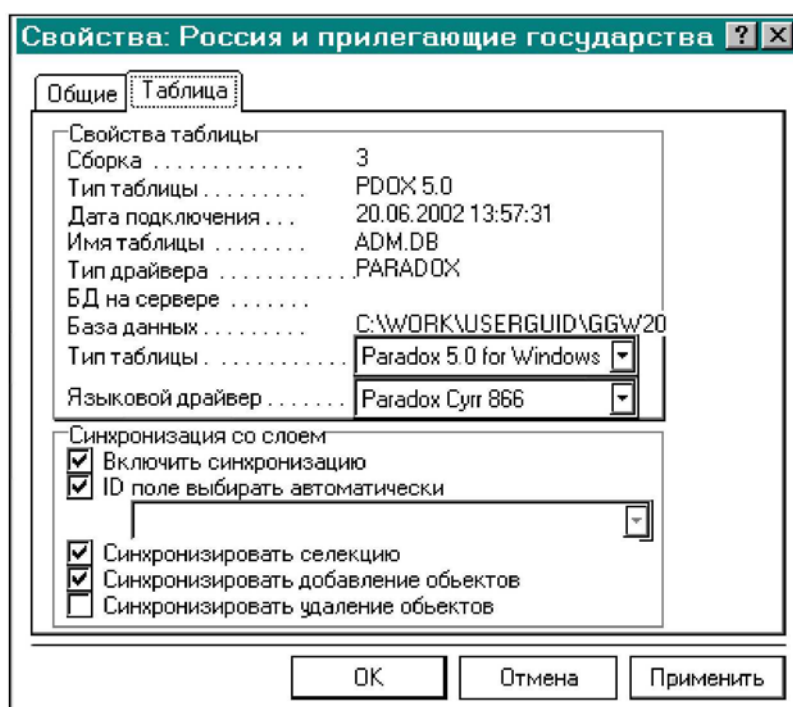 Свойства: Россия и прилегающие государства
Общие Таблица
Свойства таблицы
Сборка . . . . . . . . . . . . . 3
Тип таблицы . . . . . . . . . PDOX 5.0
Дата подключения . . . 20.06.2002 13:57:31
Имя таблицы . . . . . . . . ADM.DB
Тип драйвера . . . . . . . . . . . . PARADOX
БД на сервере . . . . . . .
База данных . . . . . . . . . C:\WORK\USERGUID\GGW20
Тип таблицы . . . . . . . . . . . . . Paradox 5.0 for Windows
Языковой драйвер . . . . . . . Paradox Cyrr 866
Синхронизация со слоем
Включить синхронизацию
ID поле выбирать автоматически
Синхронизировать селекцию
Синхронизировать добавление обьектов
Синхронизировать удаление обьектов
OK Отмена Применить